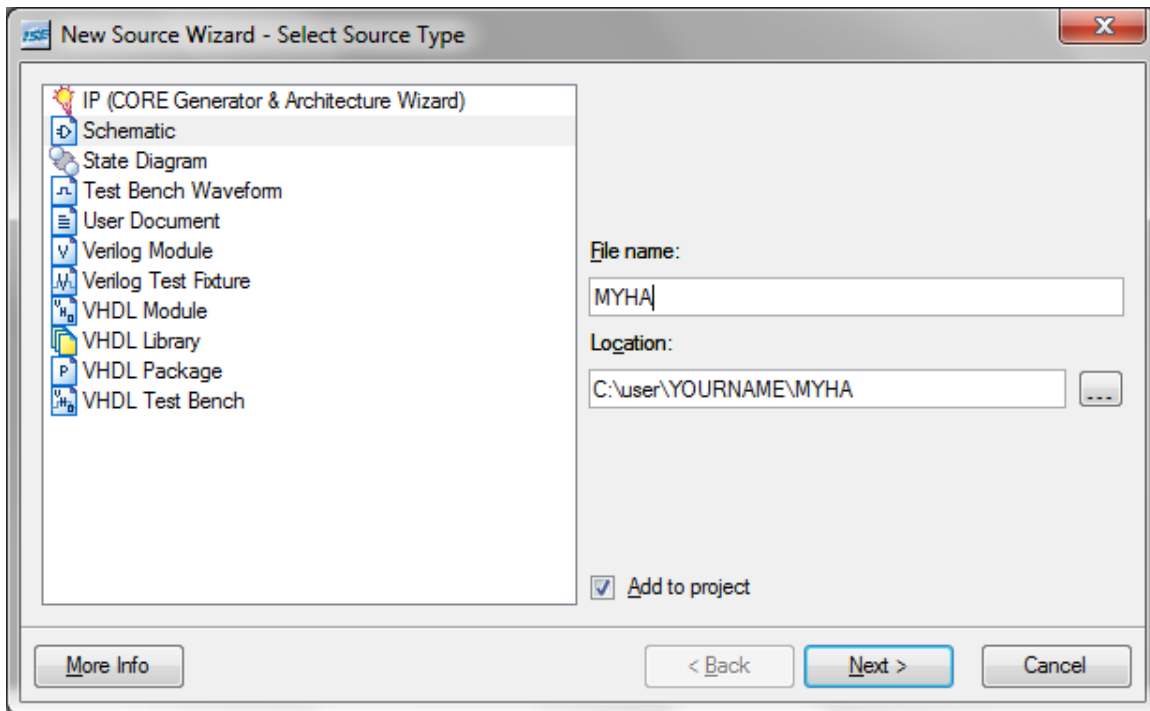 ISE New Source Wizard - Select Source Type
IP (CORE Generator & Architecture Wizard)
Schematic
State Diagram
Test Bench Waveform
User Document
Verilog Module
Verilog Test Fixture
VHDL Module
VHDL Library
VHDL Package
VHDL Test Bench
File name:
MYHA
Location:
C:\user\YOURNAME\MYHA
...
Add to project
More Info
< Back
Next >
Cancel